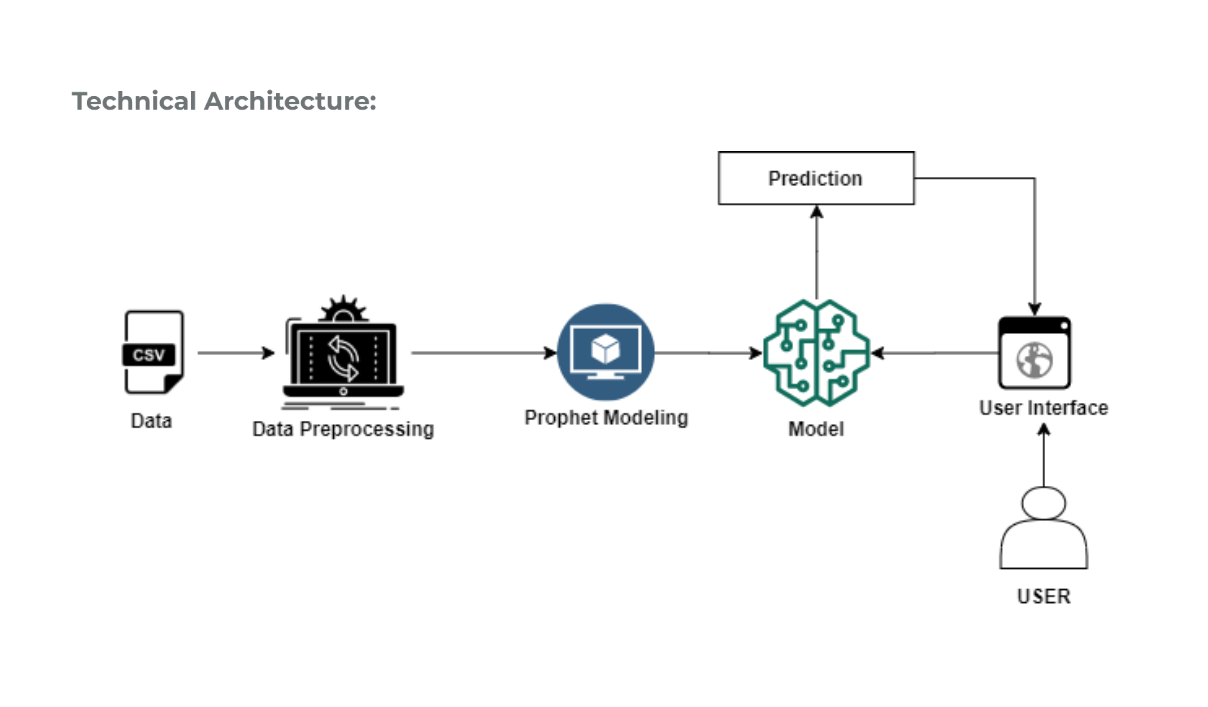 Technical Architecture:
Prediction
CSV
Data
Data Preprocessing
Prophet Modeling
Model
User Interface
USER